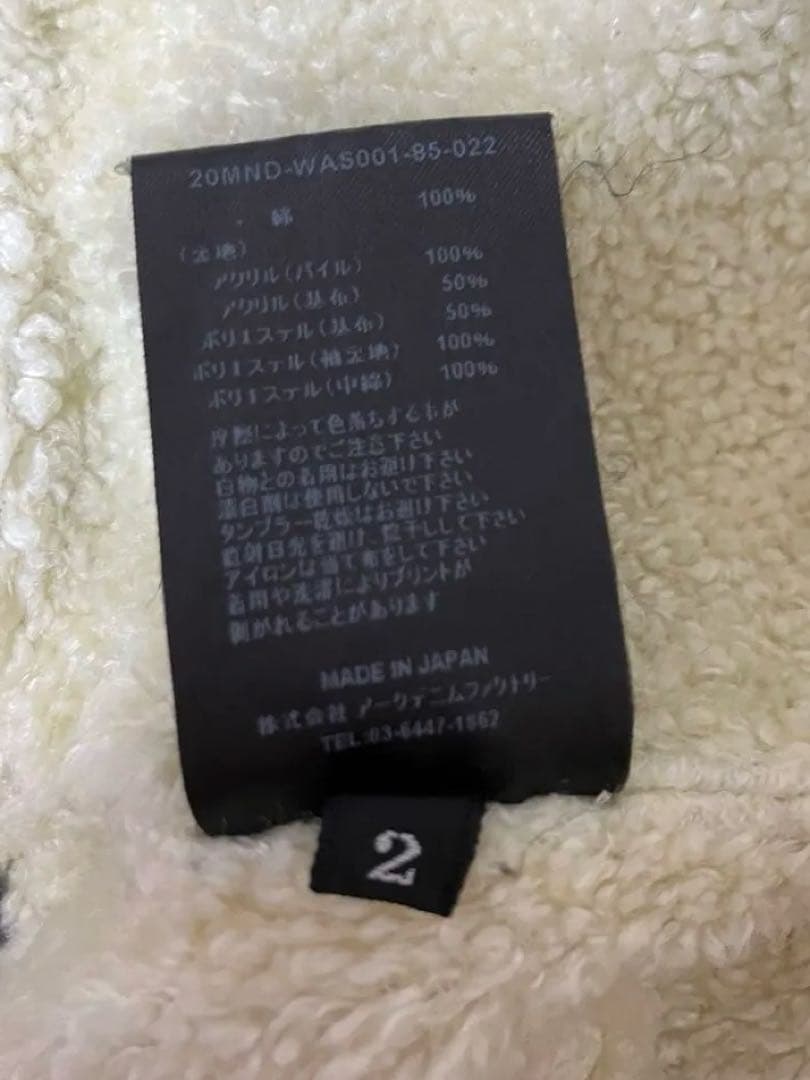 20MND-WAS001-85-022
綿 100%
(裏地)
アクリル(パイル) 100%
アクリル(基布) 50%
ポリエステル(基布) 50%
ポリエステル(袖裏地) 100%
ポリエステル(中綿) 100%
摩擦によって色落ちする
ありますのでご注意下さい
白物との着用はお避け下さい
漂白剤は使用しないで下さい
タンブラー乾燥はお避け下さい
直射日光を避け、陰干しして下さい
アイロンは当て布をして下さい
着用や洗濯によりプリントが
剥がれることがあります
MADE IN JAPAN
株式会社 アークデニムファクトリー
TEL:03-6447-1862
2